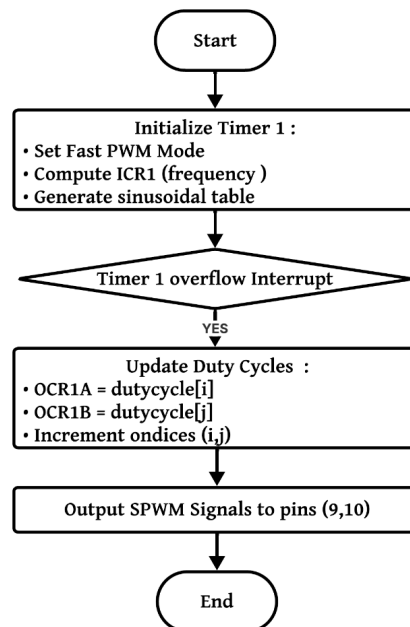 Start
Initialize Timer 1 :
• Set Fast PWM Mode
• Compute ICR1 (frequency )
• Generate sinusoidal table
Timer 1 overflow Interrupt
YES
Update Duty Cycles :
• OCR1A = dutycycle[i]
• OCR1B = dutycycle[j]
• Increment ondices (i,j)
Output SPWM Signals to pins (9,10)
End